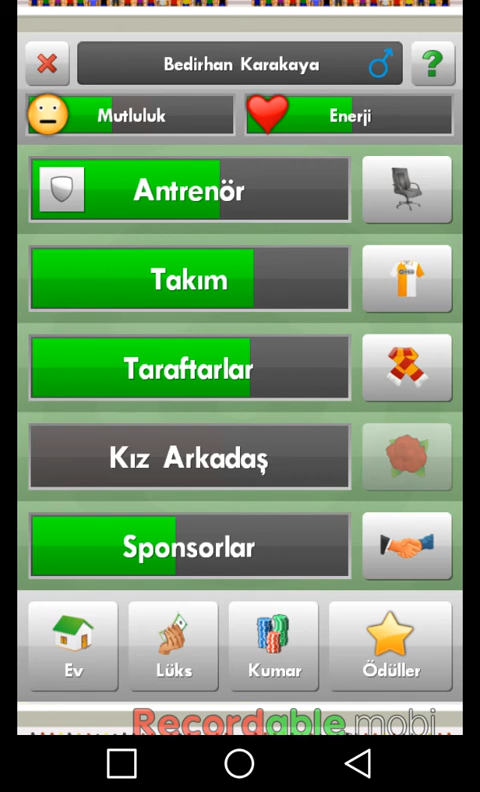 Bedirhan Karakaya
Mutluluk
Enerji
Antrenör
Takım
Taraftarlar
Kız Arkadaş
Sponsorlar
Ev
Lüks
Kumar
Ödüller
Recordable.mobi